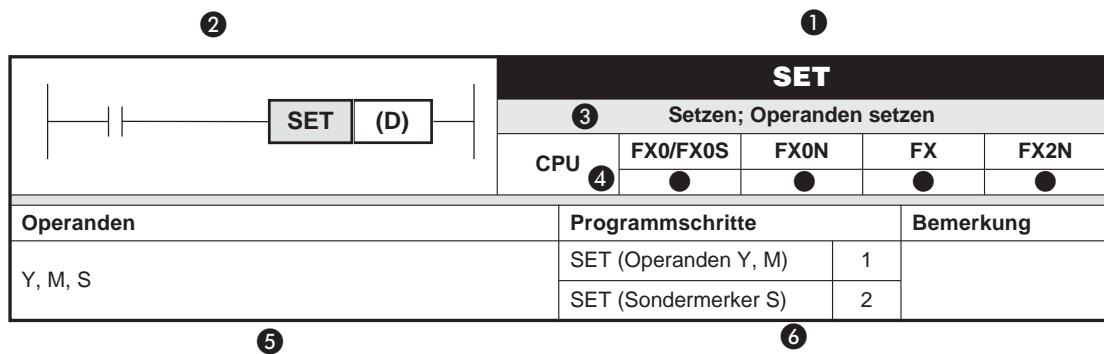 ❷ ❶
SET
SET (D)
❸ Setzen; Operanden setzen
CPU ❹ FX0/FX0S FX0N FX FX2N
● ● ● ●
Operanden Programmschritte Bemerkung
Y, M, S
SET (Operanden Y, M) 1
SET (Sondermerker S) 2
❺ ❻